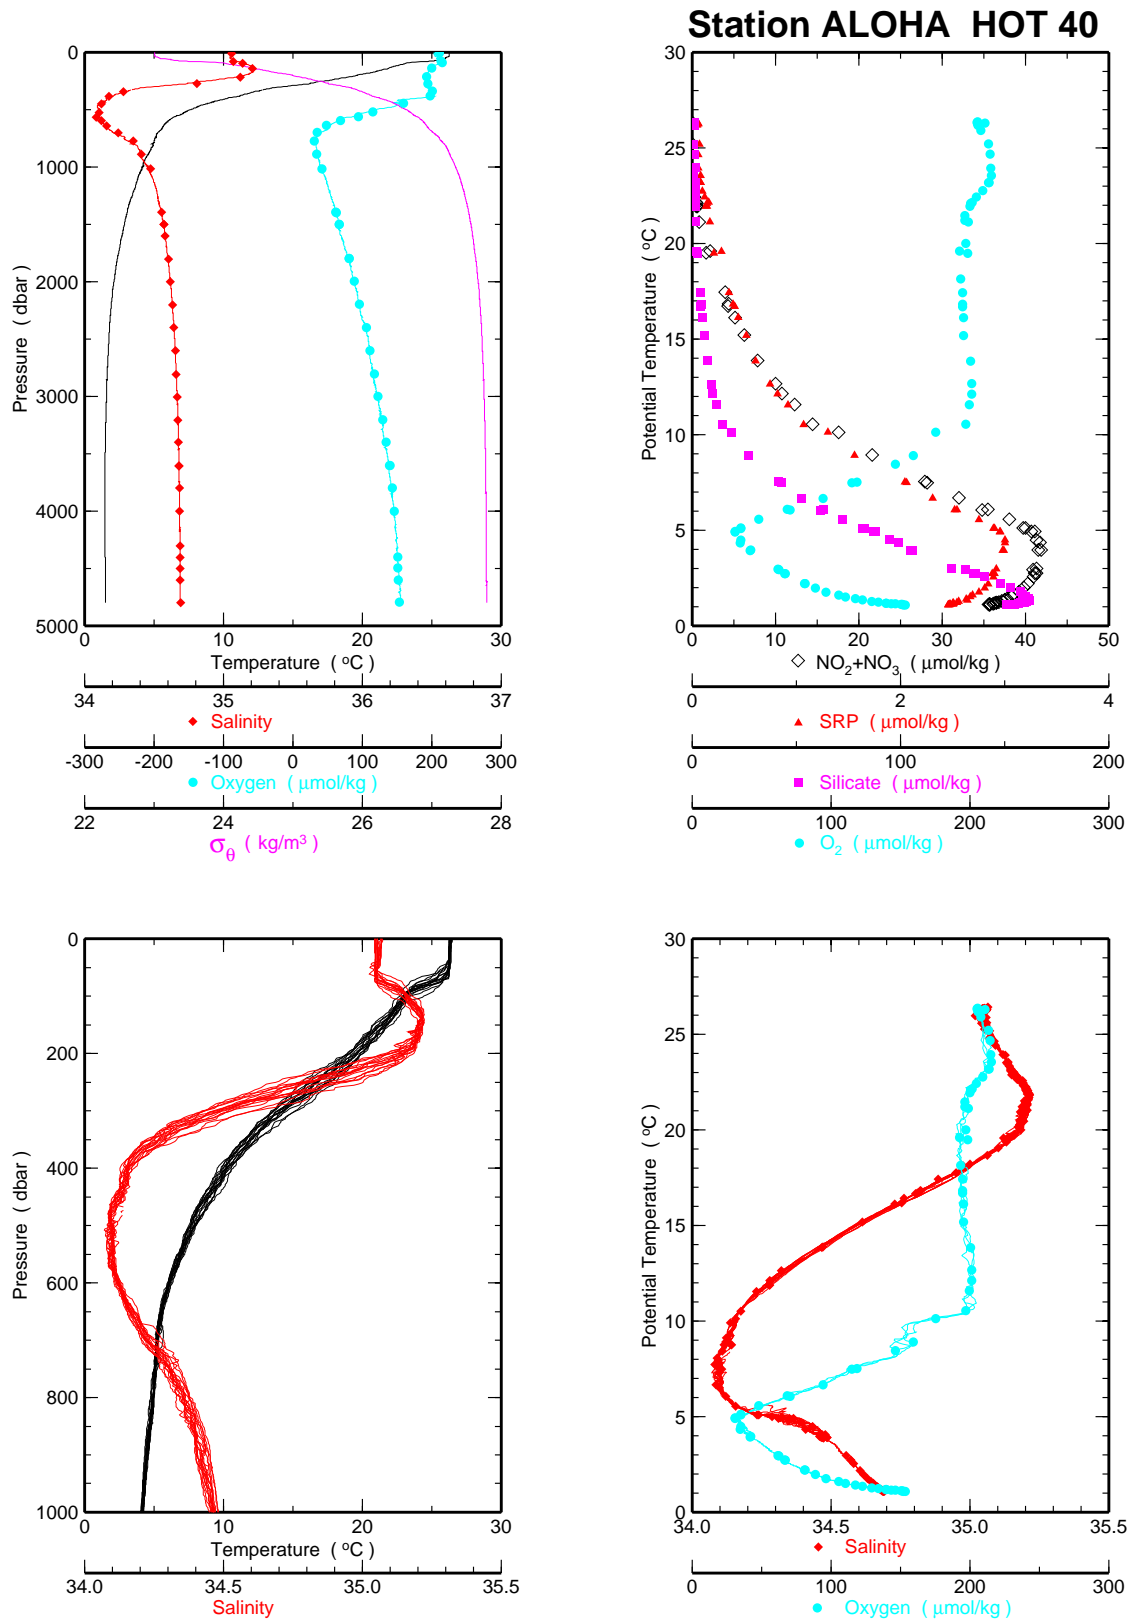 Station ALOHA HOT 40
0
1000
2000
3000
4000
5000
Pressure ( dbar )
0 10 20 30
Temperature ( °C )
34 35 36 37
Salinity
-300 -200 -100 0 100 200 300
Oxygen ( μmol/kg )
22 24 26 28
σθ ( kg/m³ )
30
25
20
15
10
5
0
Potential Temperature ( °C )
0 10 20 30 40 50
NO₂+NO₃ ( μmol/kg )
0 2 4
SRP ( μmol/kg )
0 100 200
Silicate ( μmol/kg )
0 100 200 300
O₂ ( μmol/kg )
0
200
400
600
800
1000
Pressure ( dbar )
0 10 20 30
Temperature ( °C )
34.0 34.5 35.0 35.5
Salinity
30
25
20
15
10
5
0
Potential Temperature ( °C )
34.0 34.5 35.0 35.5
Salinity
0 100 200 300
Oxygen ( μmol/kg )